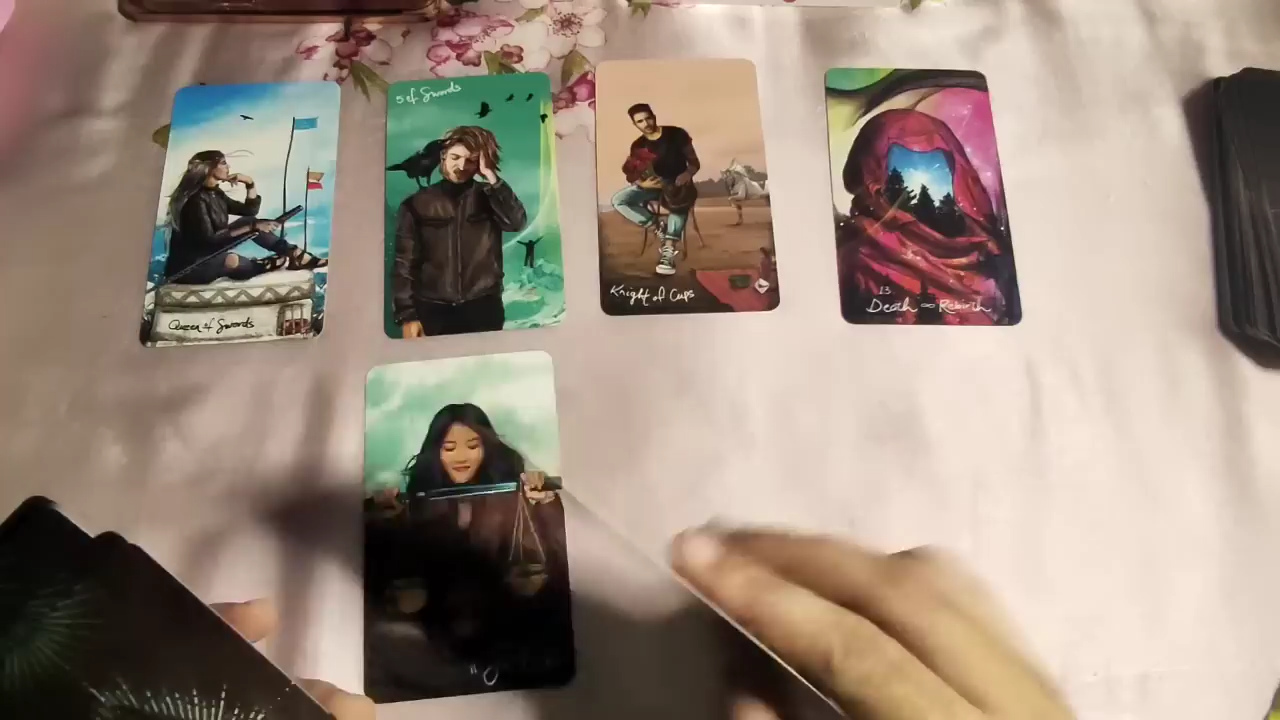 Queen of Swords
5 of Swords
Knight of Cups
13
Death ∞ Rebirth